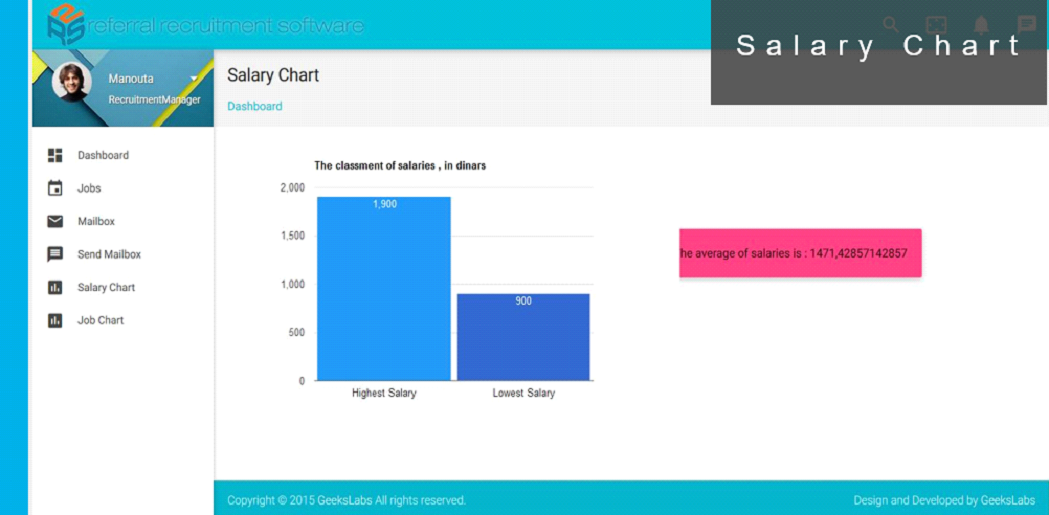 referral recruitment software
Salary Chart
Manouta
RecruitmentManager
Salary Chart
Dashboard
Dashboard
Jobs
Mailbox
Send Mailbox
Salary Chart
Job Chart
The classment of salaries , in dinars
2,000
1,500
1,000
500
0
1,900
900
Highest Salary
Lowest Salary
he average of salaries is : 1471,42857142857
Copyright © 2015 GeeksLabs All rights reserved.
Design and Developed by GeeksLabs